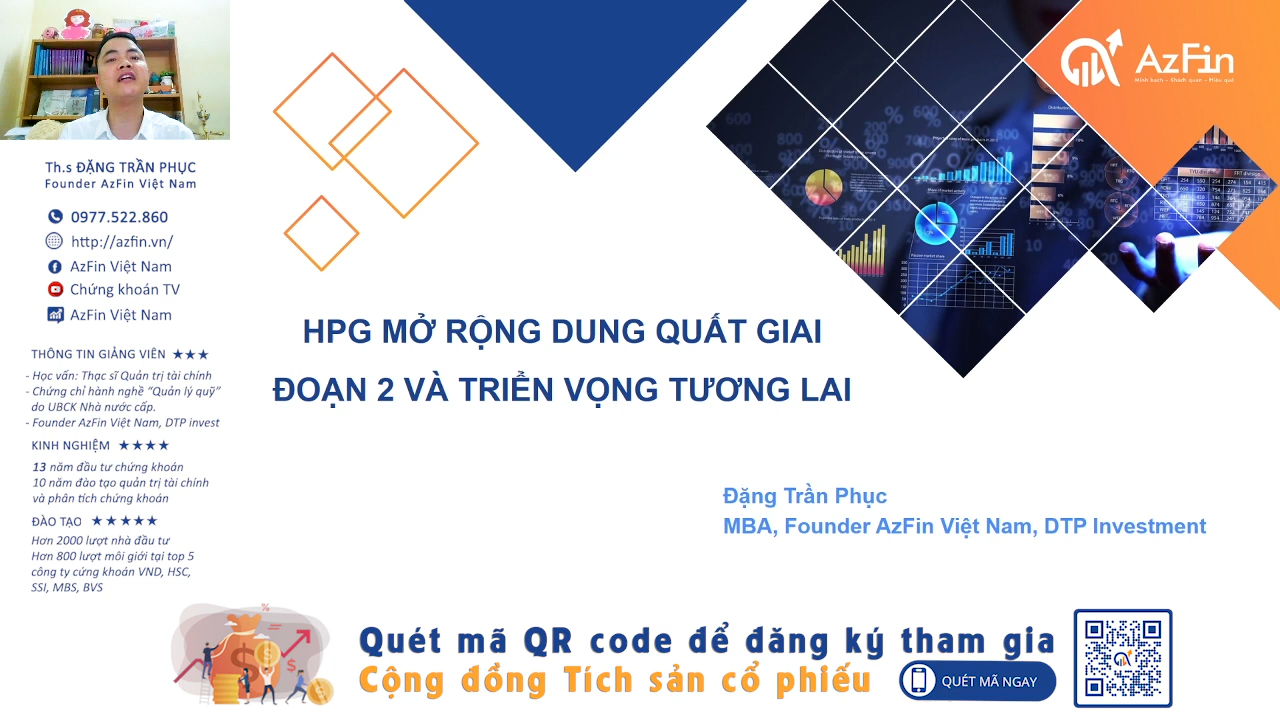 AzFin
Minh bạch - Khách quan - Hiệu quả
Th.s ĐẶNG TRẦN PHỤC
Founder AzFin Việt Nam
0977.522.860
http://azfin.vn/
AzFin Việt Nam
Chứng khoán TV
AzFin Việt Nam
THÔNG TIN GIẢNG VIÊN ★★★
- Học vấn: Thạc sĩ Quản trị tài chính
- Chứng chỉ hành nghề “Quản lý quỹ”
do UBCK Nhà nước cấp.
- Founder AzFin Việt Nam, DTP invest
KINH NGHIỆM ★★★★
13 năm đầu tư chứng khoán
10 năm đào tạo quản trị tài chính
và phân tích chứng khoán
ĐÀO TẠO ★★★★★
Hơn 2000 lượt nhà đầu tư
Hơn 800 lượt môi giới tại top 5
công ty cứng khoán VND, HSC,
SSI, MBS, BVS
HPG MỞ RỘNG DUNG QUẤT GIAI
ĐOẠN 2 VÀ TRIỂN VỌNG TƯƠNG LAI
Đặng Trần Phục
MBA, Founder AzFin Việt Nam, DTP Investment
Quét mã QR code để đăng ký tham gia
Cộng đồng Tích sản cổ phiếu
QUÉT MÃ NGAY